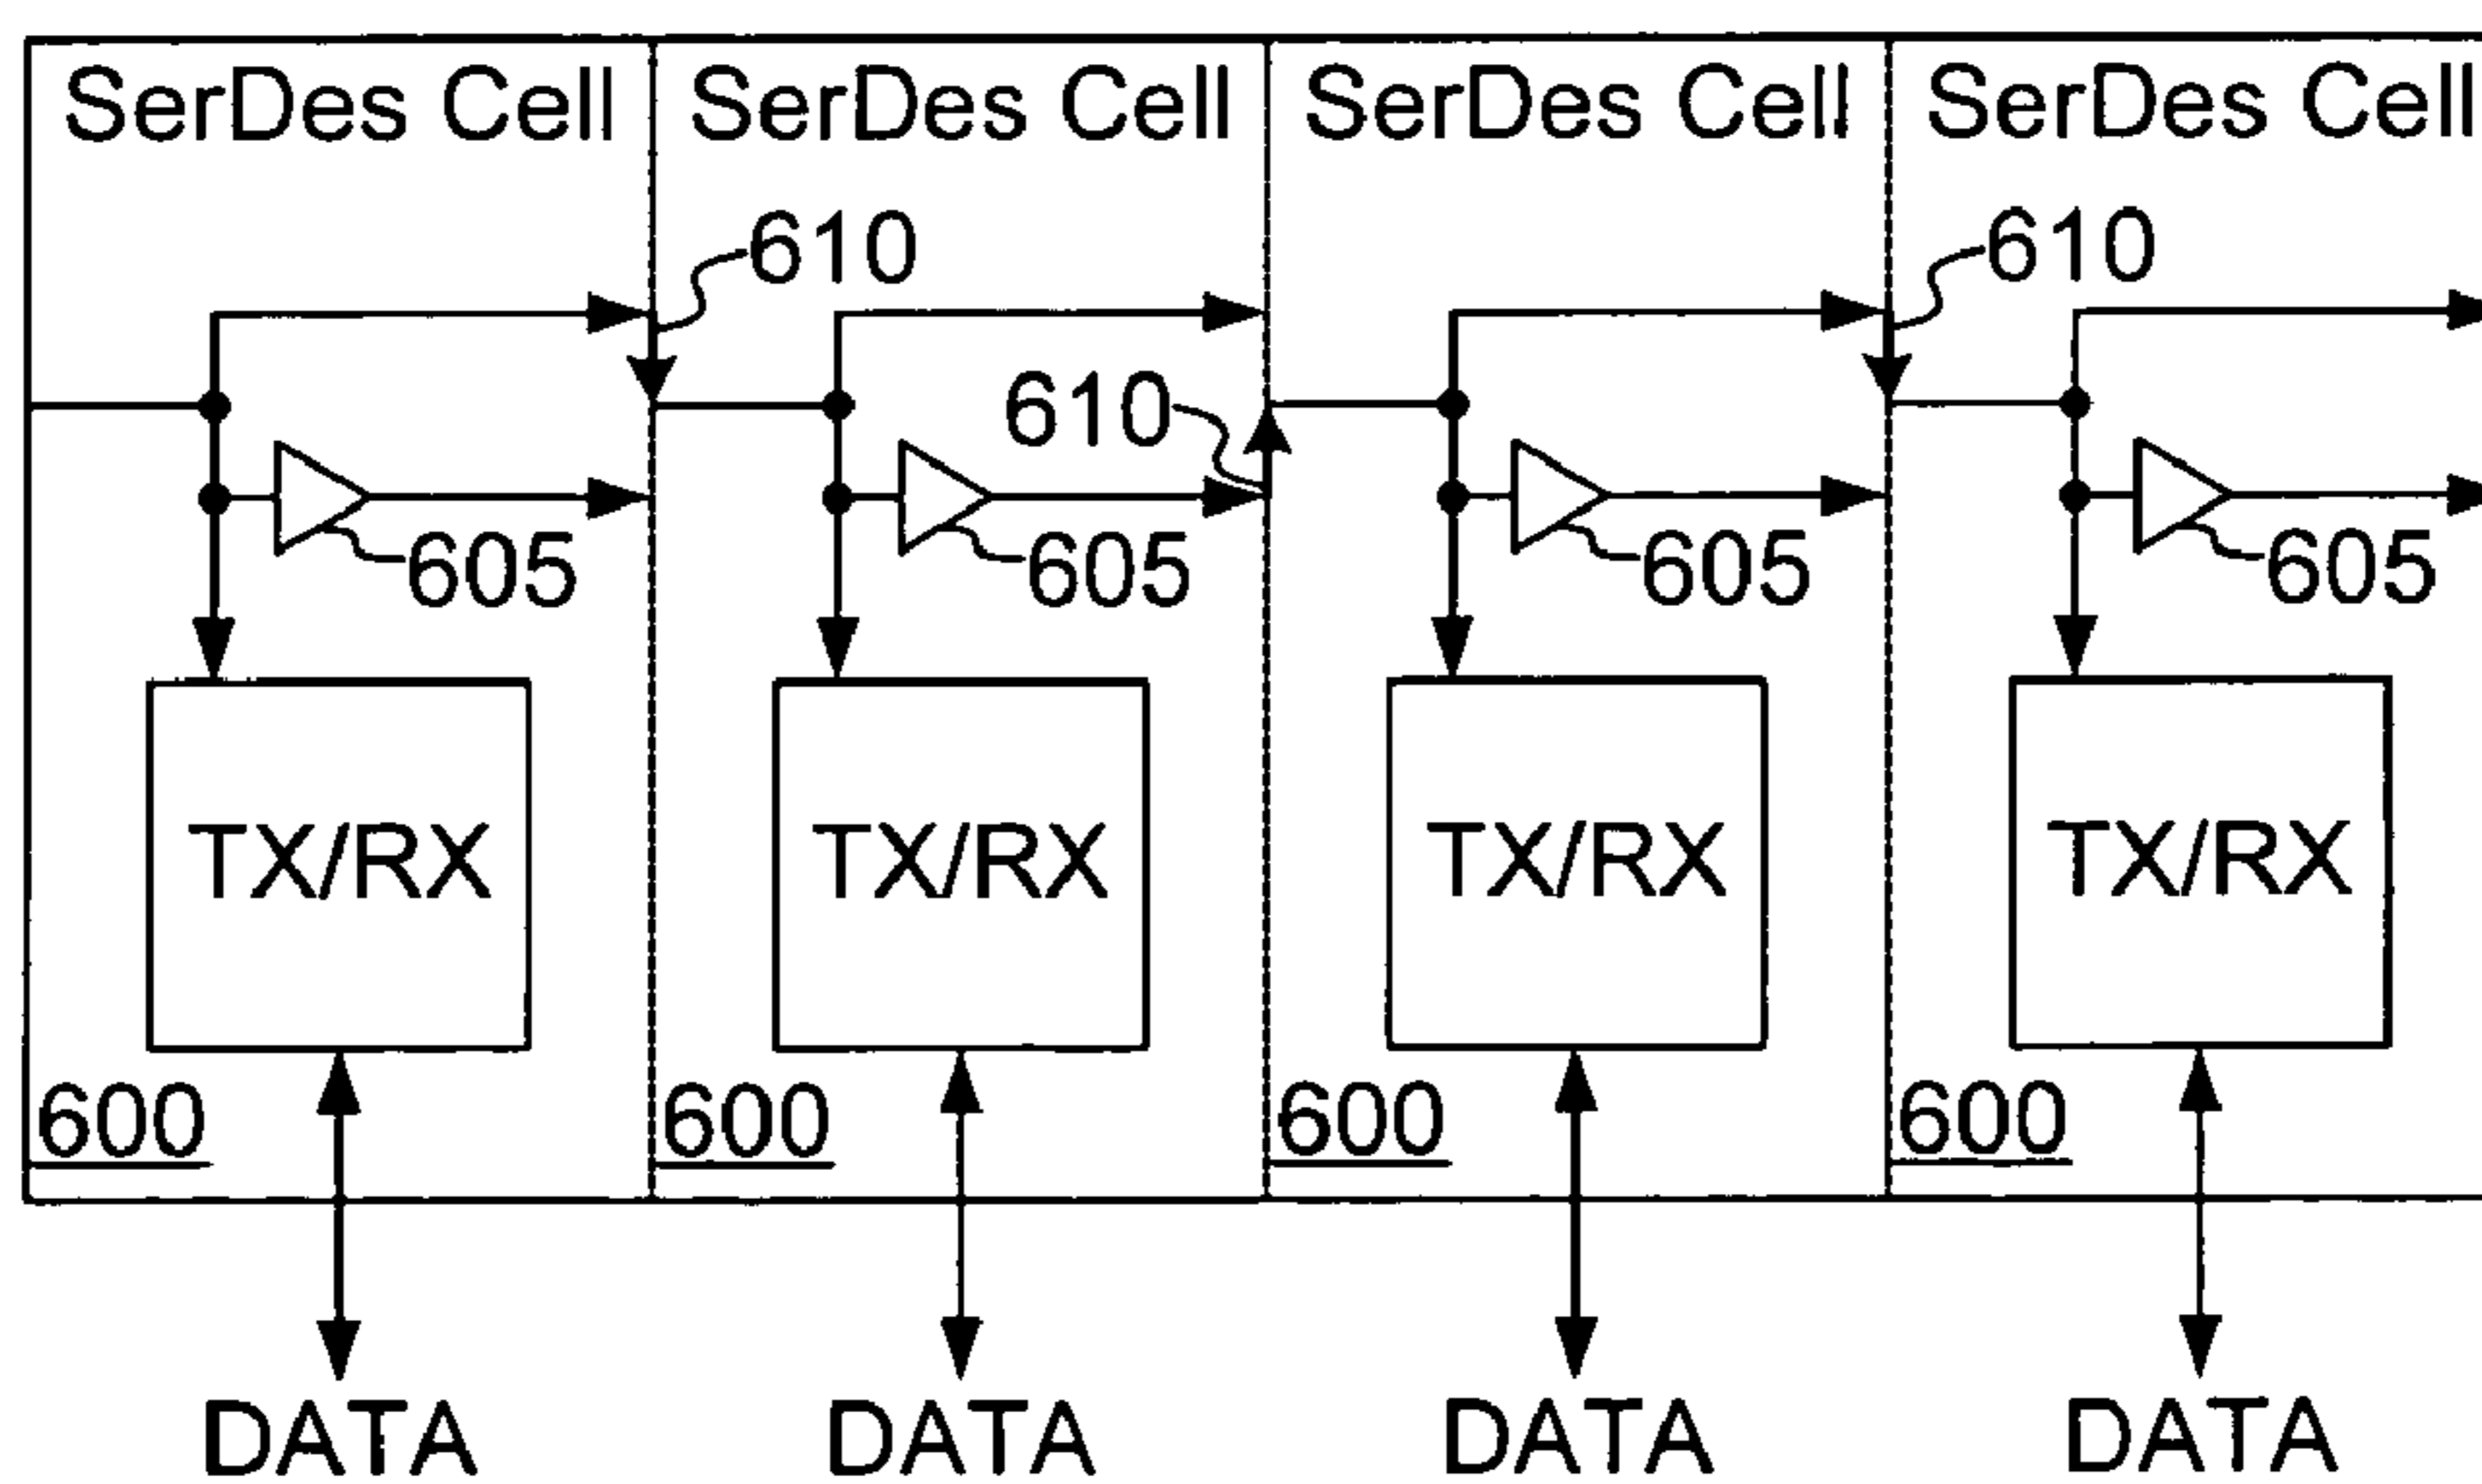 SerDes Cell SerDes Cell SerDes Cell SerDes Cell
610 610
610
605 605 605 605
TX/RX TX/RX TX/RX TX/RX
600 600 600 600
DATA DATA DATA DATA